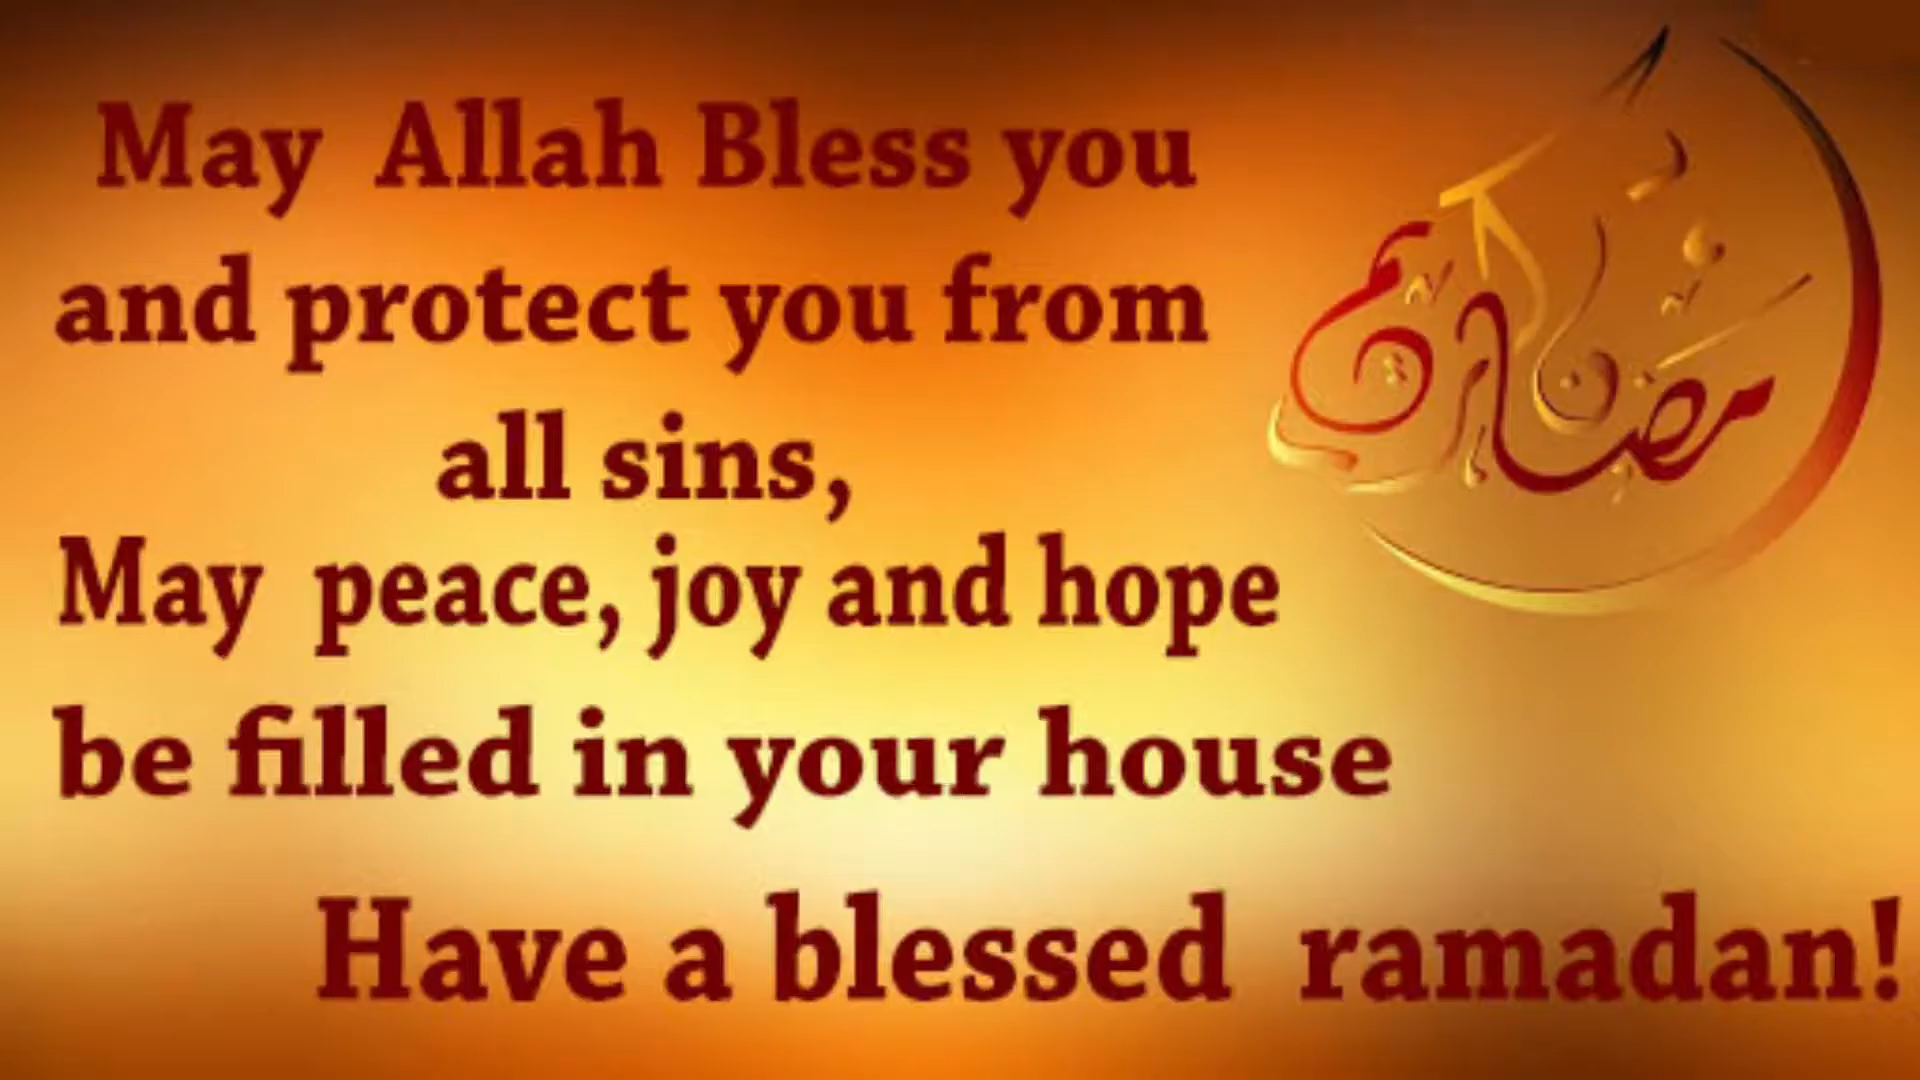 May Allah Bless you
and protect you from
all sins,
May peace, joy and hope
be filled in your house
Have a blessed ramadan!
رمضان كريم